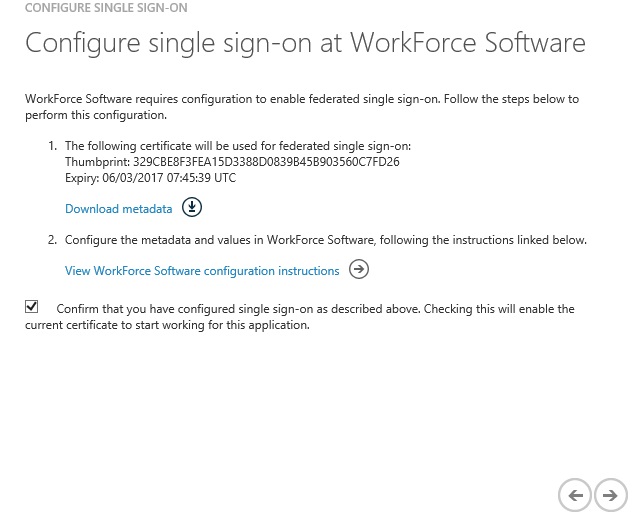 CONFIGURE SINGLE SIGN-ON
Configure single sign-on at WorkForce Software
WorkForce Software requires configuration to enable federated single sign-on. Follow the steps below to
perform this configuration.
1. The following certificate will be used for federated single sign-on:
Thumbprint: 329CBE8F3FEA15D3388D0839B45B903560C7FD26
Expiry: 06/03/2017 07:45:39 UTC
Download metadata
2. Configure the metadata and values in WorkForce Software, following the instructions linked below.
View WorkForce Software configuration instructions
Confirm that you have configured single sign-on as described above. Checking this will enable the
current certificate to start working for this application.